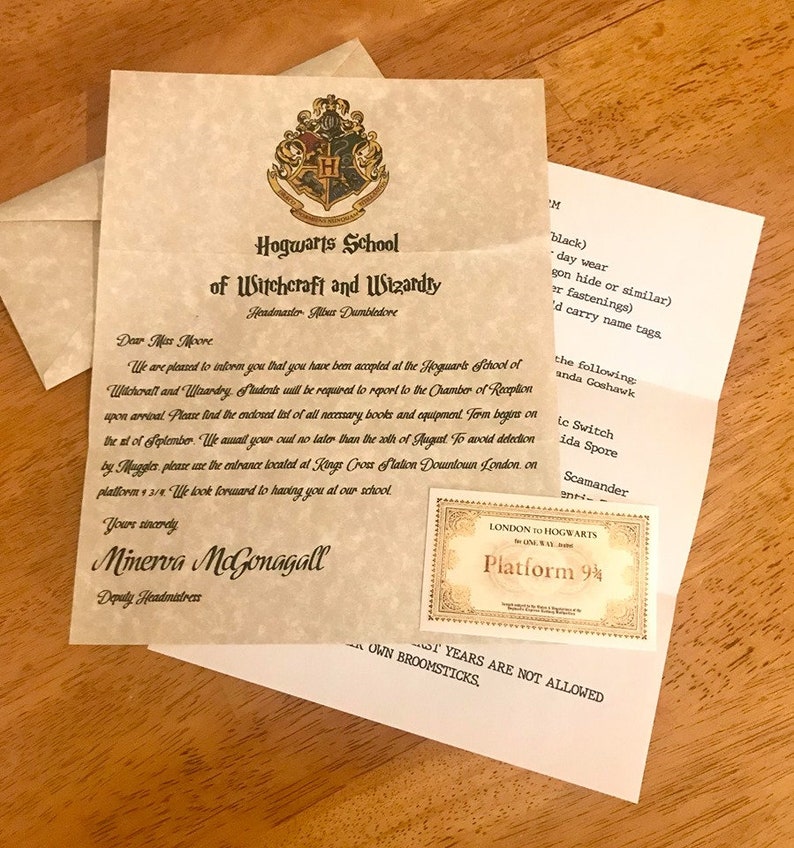 H
DRACO DORMIENS NUNQUAM
Hogwarts School
of Witchcraft and Wizardry
Headmaster: Albus Dumbledore
Dear Miss Moore
We are pleased to inform you that you have been accepted at the Hogwarts School of
Witchcraft and Wizardry. Students will be required to report to the Chamber of Reception
upon arrival. Please find the enclosed list of all necessary books and equipment. Term begins on
the 1st of September. We await your owl no later than the 20th of August. To avoid detection
by Muggles, please use the entrance located at Kings Cross Station Downtown London, on
platform 9 3/4. We look forward to having you at our school.
Yours sincerely,
Minerva McGonagall
Deputy Headmistress
RM
black)
day wear
gon hide or similar)
er fastenings)
ld carry name tags.
the following:
anda Goshawk
ic Switch
ida Spore
Scamander
LONDON TO HOGWARTS
for ONE WAY
Platform 9¾
RST YEARS ARE NOT ALLOWED
ER OWN BROOMSTICKS.